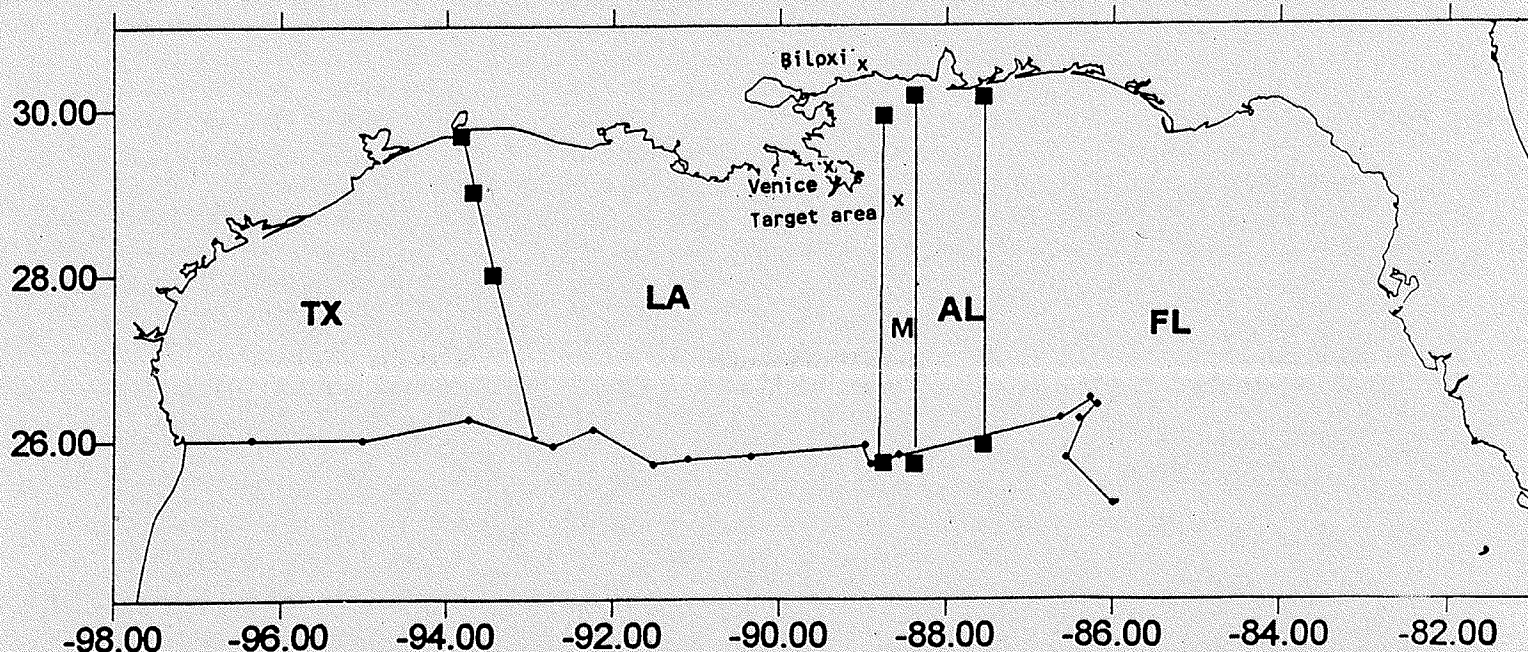 Biloxi x
30.00
Venice x
Target area x
28.00
TX
LA
M
AL
FL
26.00
-98.00 -96.00 -94.00 -92.00 -90.00 -88.00 -86.00 -84.00 -82.00